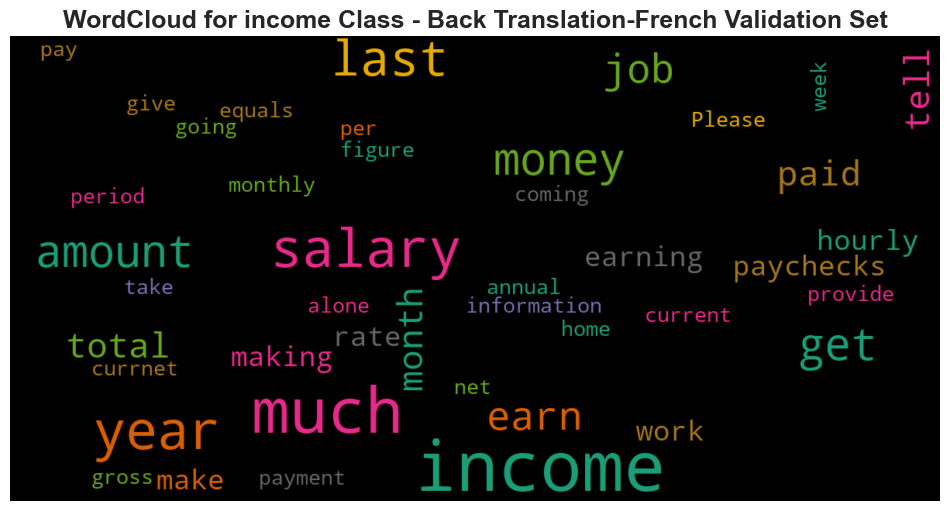 WordCloud for income Class - Back Translation-French Validation Set
pay
last
job
tell
week
give
equals
going
per
Please
figure
money
paid
monthly
coming
period
amount
salary
earning
hourly
paychecks
take
annual
provide
alone
information
current
month
home
total
rate
get
currnet
making
net
year
much
earn
work
income
gross
make
payment